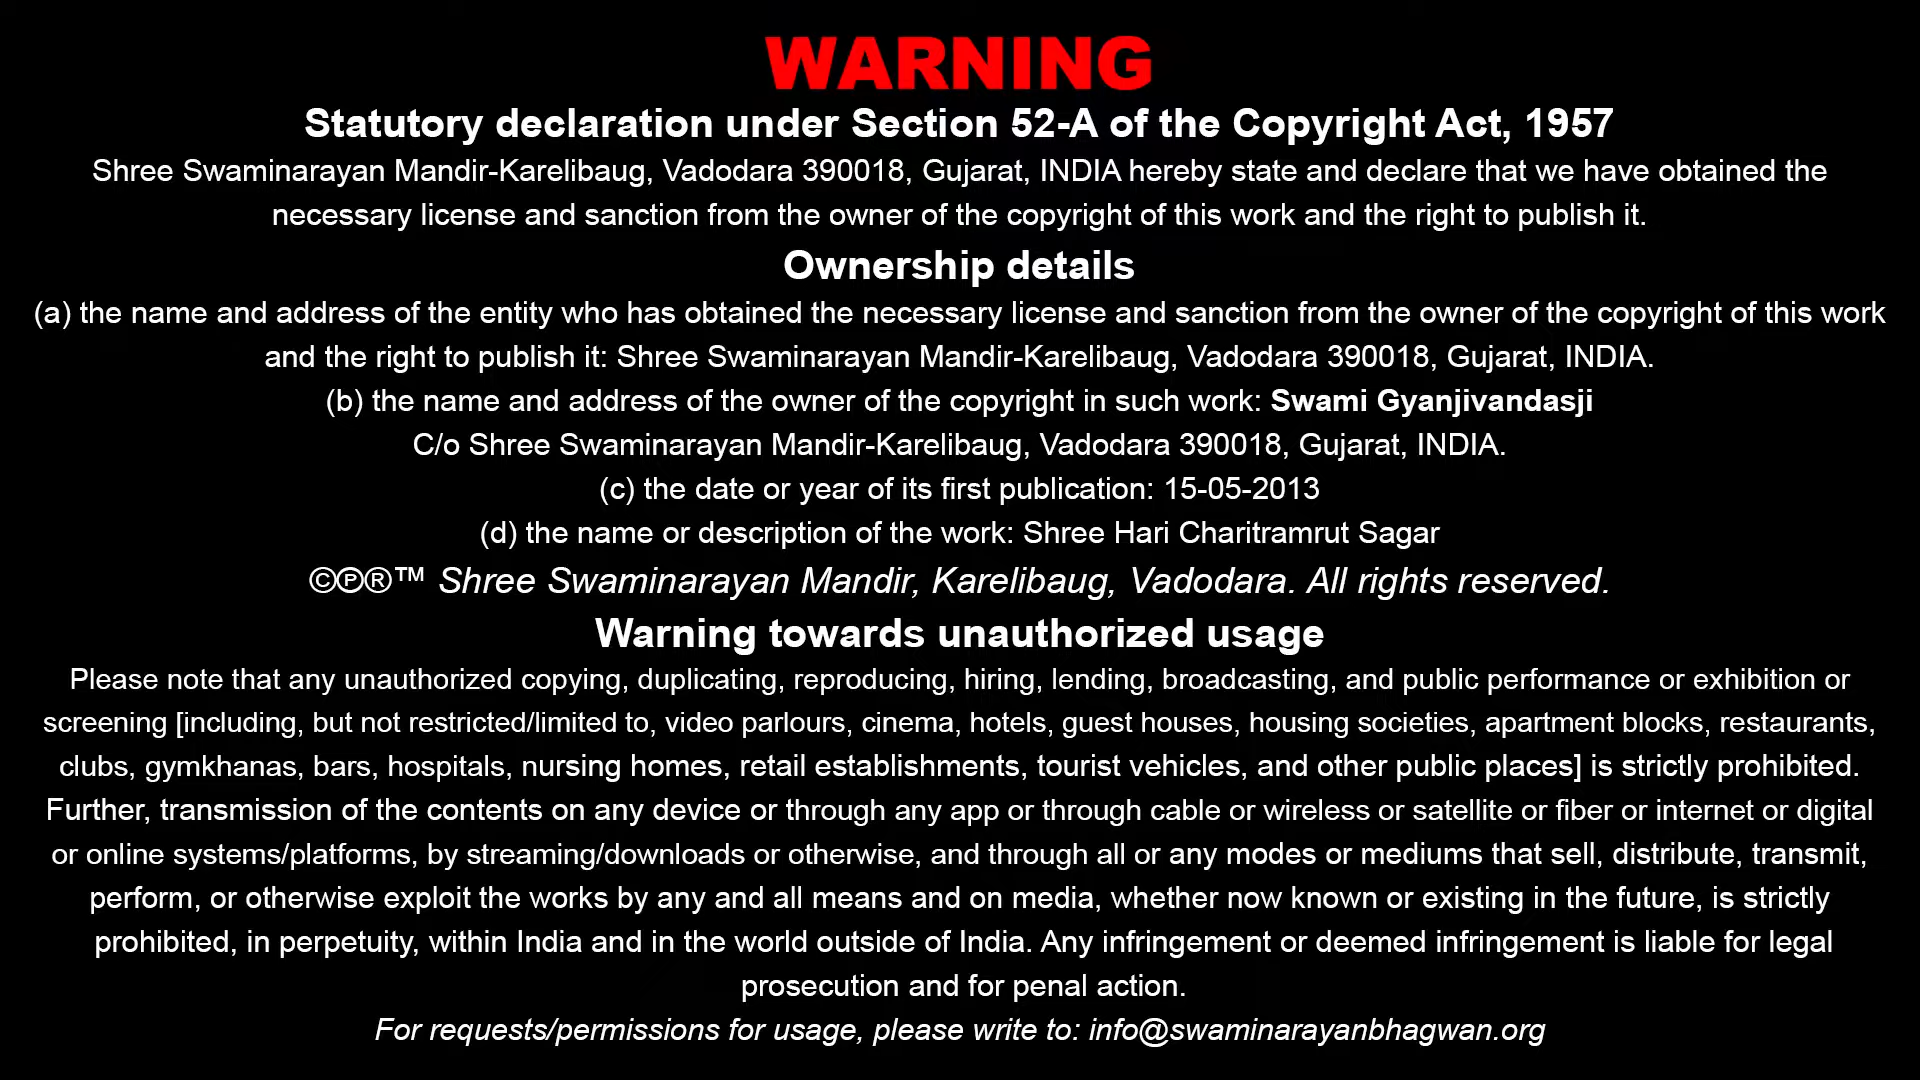 WARNING
Statutory declaration under Section 52-A of the Copyright Act, 1957
Shree Swaminarayan Mandir-Karelibaug, Vadodara 390018, Gujarat, INDIA hereby state and declare that we have obtained the
necessary license and sanction from the owner of the copyright of this work and the right to publish it.
Ownership details
(a) the name and address of the entity who has obtained the necessary license and sanction from the owner of the copyright of this work
and the right to publish it: Shree Swaminarayan Mandir-Karelibaug, Vadodara 390018, Gujarat, INDIA.
(b) the name and address of the owner of the copyright in such work: Swami Gyanjivandasji
C/o Shree Swaminarayan Mandir-Karelibaug, Vadodara 390018, Gujarat, INDIA.
(c) the date or year of its first publication: 15-05-2013
(d) the name or description of the work: Shree Hari Charitramrut Sagar
©℗®™ Shree Swaminarayan Mandir, Karelibaug, Vadodara. All rights reserved.
Warning towards unauthorized usage
Please note that any unauthorized copying, duplicating, reproducing, hiring, lending, broadcasting, and public performance or exhibition or
screening [including, but not restricted/limited to, video parlours, cinema, hotels, guest houses, housing societies, apartment blocks, restaurants,
clubs, gymkhanas, bars, hospitals, nursing homes, retail establishments, tourist vehicles, and other public places] is strictly prohibited.
Further, transmission of the contents on any device or through any app or through cable or wireless or satellite or fiber or internet or digital
or online systems/platforms, by streaming/downloads or otherwise, and through all or any modes or mediums that sell, distribute, transmit,
perform, or otherwise exploit the works by any and all means and on media, whether now known or existing in the future, is strictly
prohibited, in perpetuity, within India and in the world outside of India. Any infringement or deemed infringement is liable for legal
prosecution and for penal action.
For requests/permissions for usage, please write to: info@swaminarayanbhagwan.org